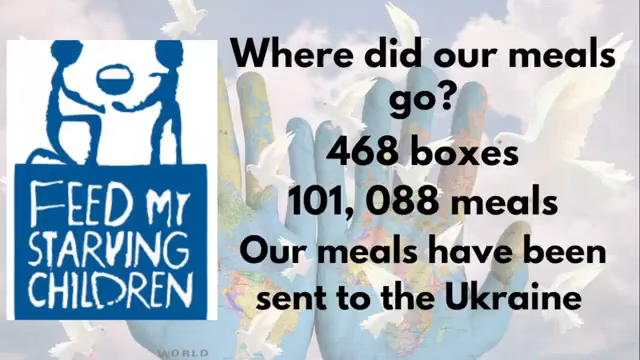 FEED MY
STARVING
CHILDREN
Where did our meals
go?
468 boxes
101, 088 meals
Our meals have been
sent to the Ukraine
WORLD